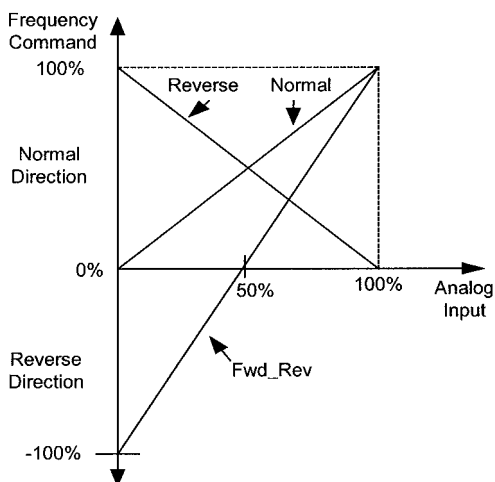 Frequency
Command
100%
Reverse
Normal
Normal
Direction
0%
50%
100%
Analog
Input
Reverse
Direction
Fwd_Rev
-100%